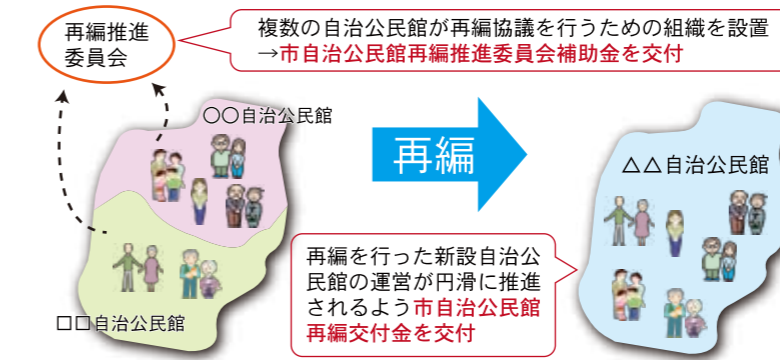 再編推進
委員会
複数の自治公民館が再編協議を行うための組織を設置
→市自治公民館再編推進委員会補助金を交付
〇〇自治公民館
再編
△△自治公民館
再編を行った新設自治公
民館の運営が円滑に推進
されるよう市自治公民館
再編交付金を交付
□□自治公民館